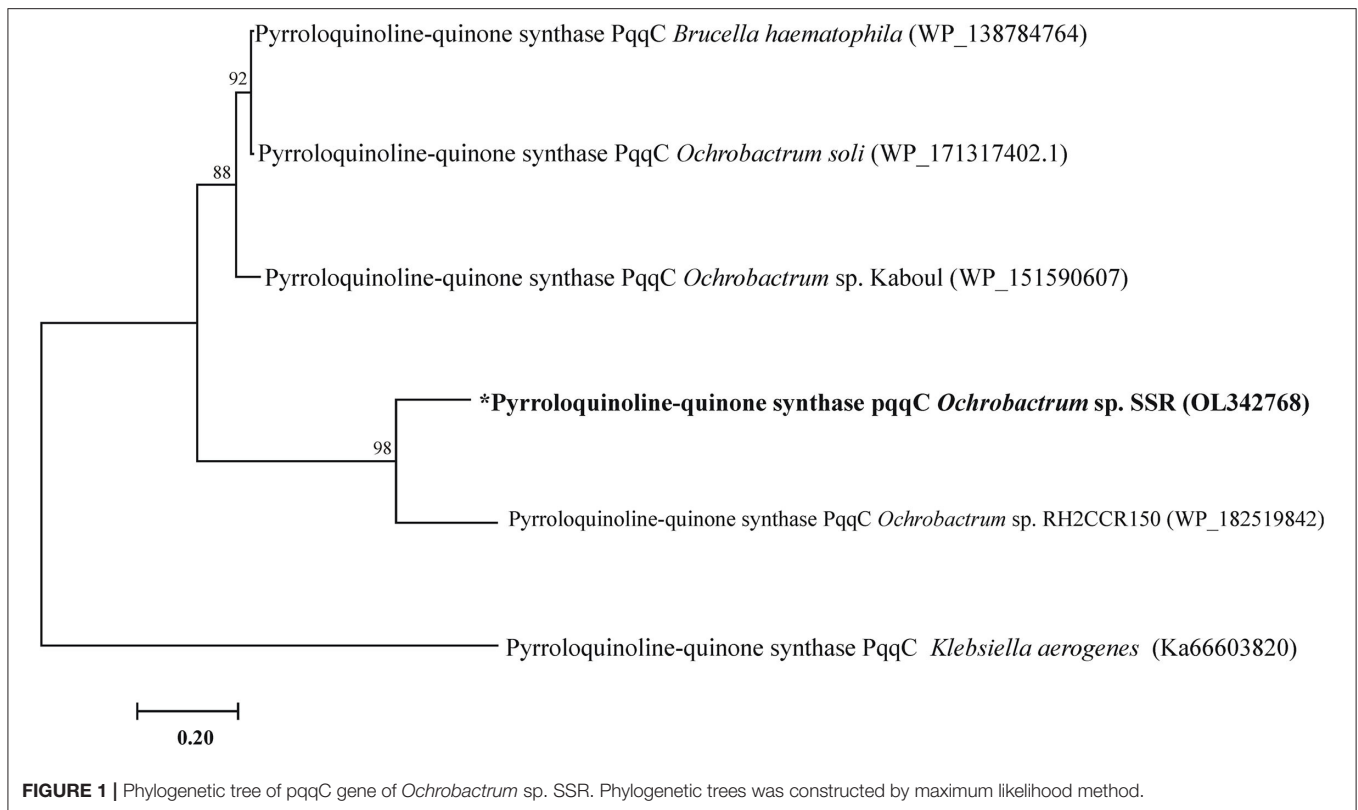 Pyrroloquinoline-quinone synthase PqqC Brucella haematophila (WP_138784764)
92
Pyrroloquinoline-quinone synthase PqqC Ochrobactrum soli (WP_171317402.1)
88
Pyrroloquinoline-quinone synthase PqqC Ochrobactrum sp. Kaboul (WP_151590607)
*Pyrroloquinoline-quinone synthase pqqC Ochrobactrum sp. SSR (OL342768)
98
Pyrroloquinoline-quinone synthase PqqC Ochrobactrum sp. RH2CCR150 (WP_182519842)
Pyrroloquinoline-quinone synthase PqqC Klebsiella aerogenes (Ka66603820)
0.20
FIGURE 1 | Phylogenetic tree of pqqC gene of Ochrobactrum sp. SSR. Phylogenetic trees was constructed by maximum likelihood method.